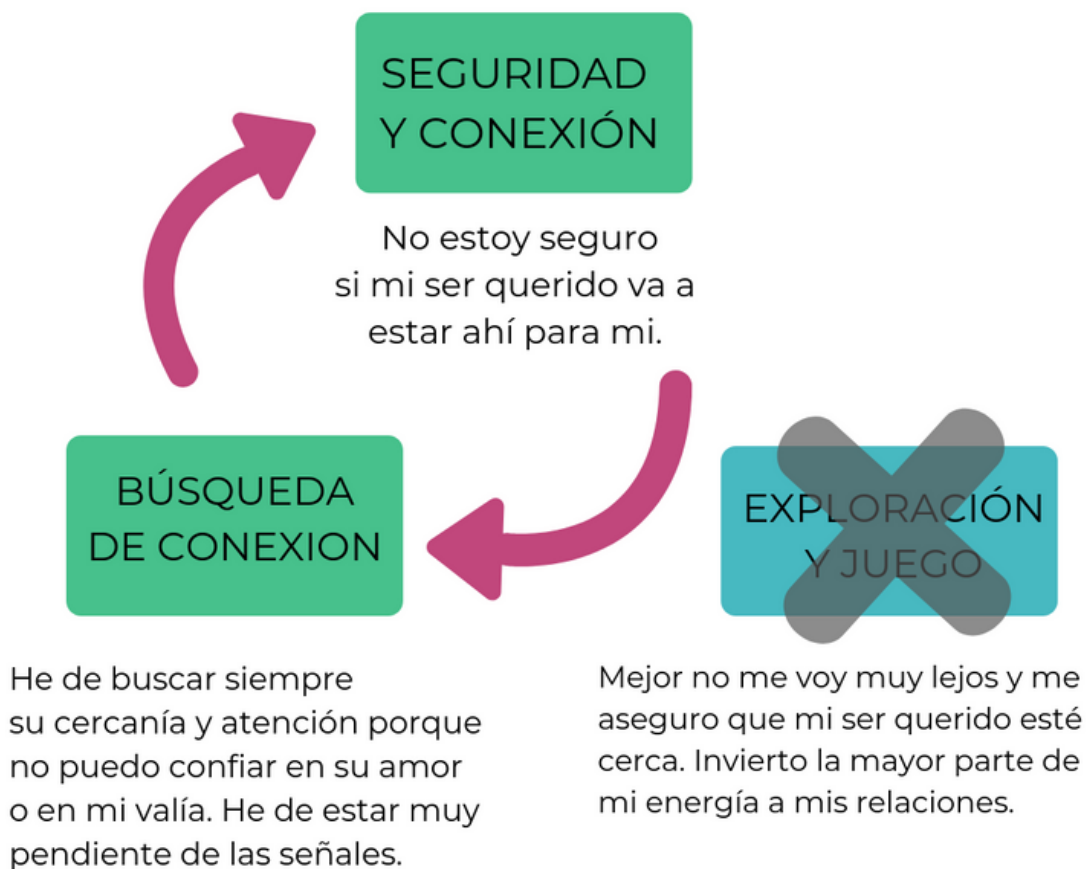 SEGURIDAD
Y CONEXIÓN
No estoy seguro
si mi ser querido va a
estar ahí para mi.
BÚSQUEDA
DE CONEXION
EXPLORACIÓN
Y JUEGO
He de buscar siempre
su cercanía y atención porque
no puedo confiar en su amor
o en mi valía. He de estar muy
pendiente de las señales.
Mejor no me voy muy lejos y me
aseguro que mi ser querido esté
cerca. Invierto la mayor parte de
mi energía a mis relaciones.